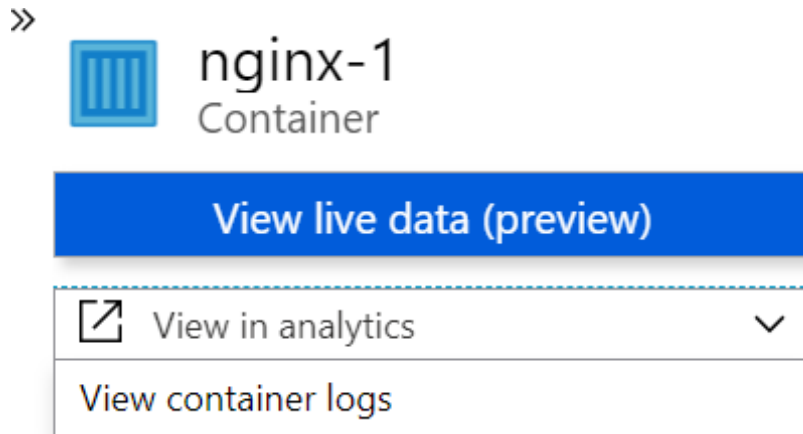 nginx-1
Container
View live data (preview)
View in analytics
View container logs